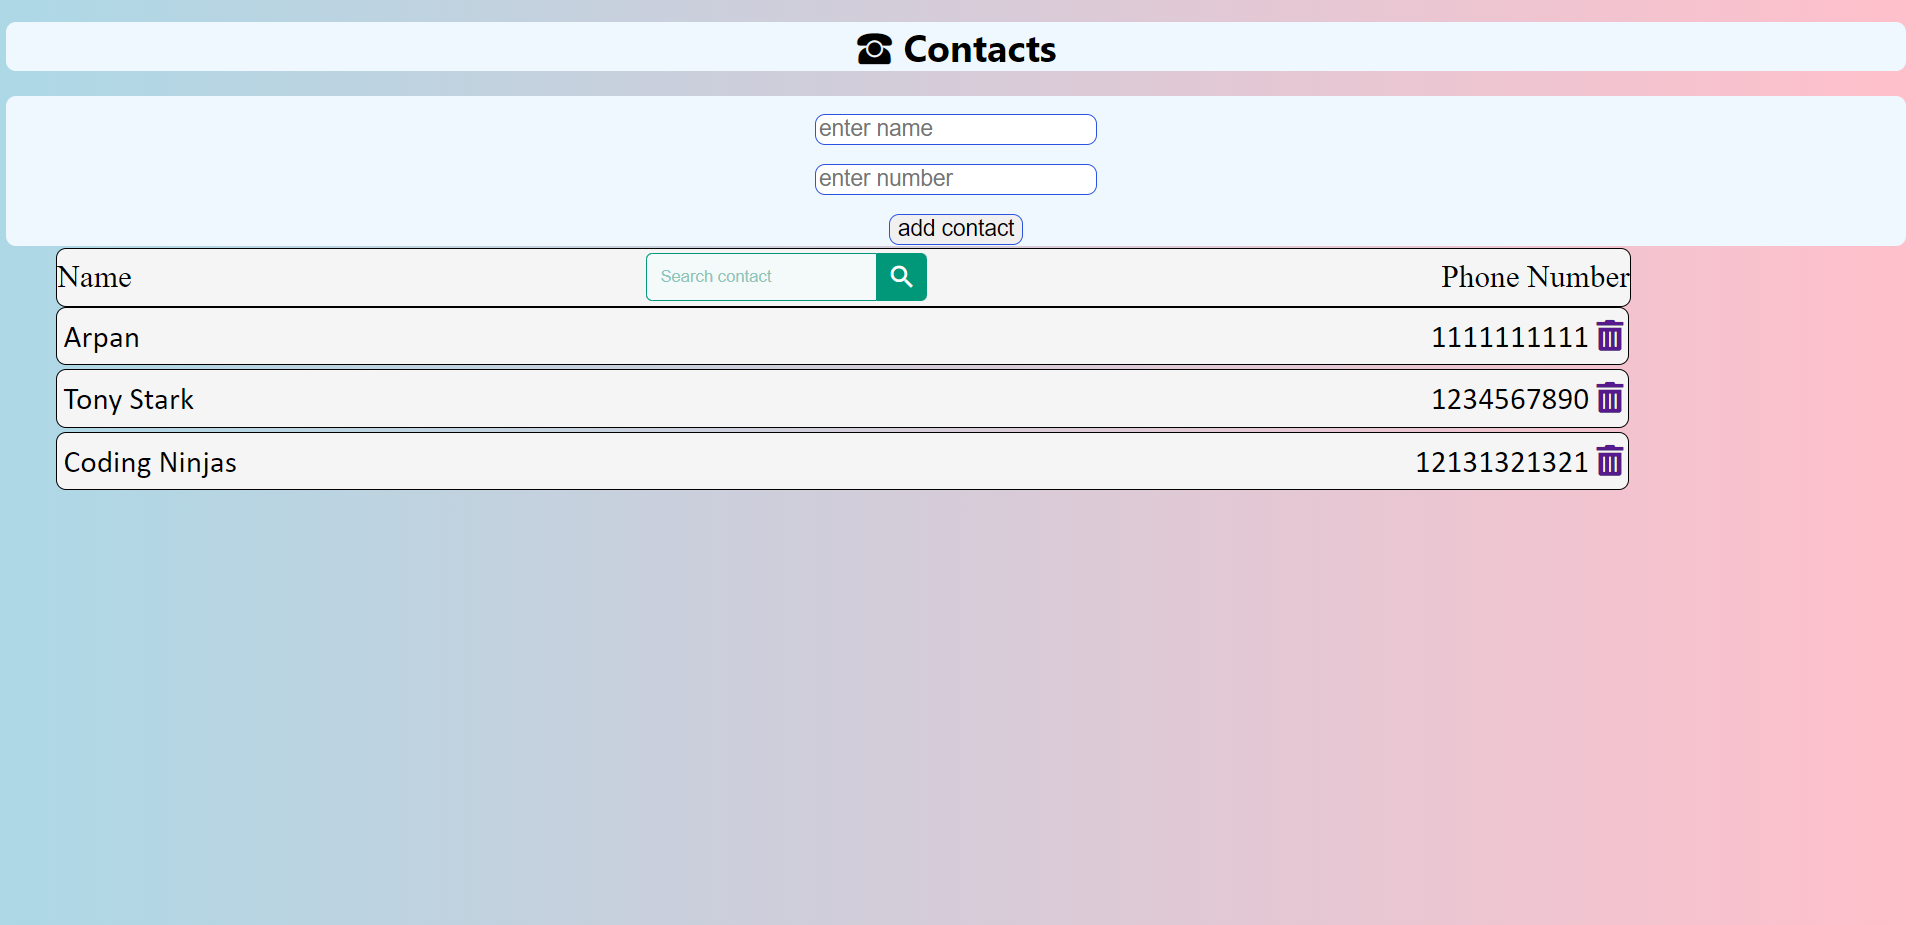 ☎ Contacts
enter name
enter number
add contact
Name Search contact Phone Number
Arpan 1111111111
Tony Stark 1234567890
Coding Ninjas 12131321321